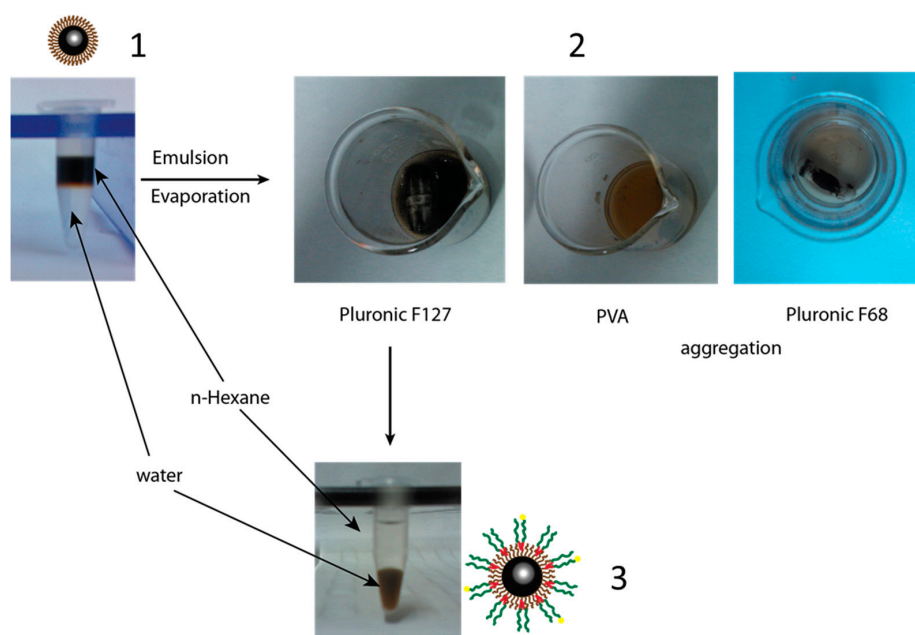 1
2
Emulsion
Evaporation
Pluronic F127
PVA
Pluronic F68
aggregation
n-Hexane
water
3